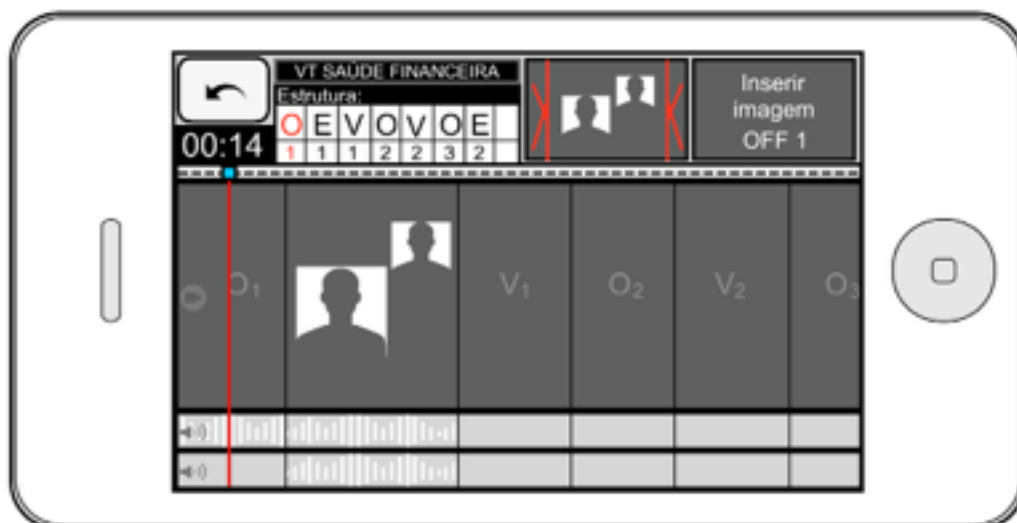 VT SAÚDE FINANCEIRA
Estrutura:
O E V O V O E
1 1 1 2 2 3 2
00:14
Inserir
imagem
OFF 1
O1 V1 O2 V2 O3